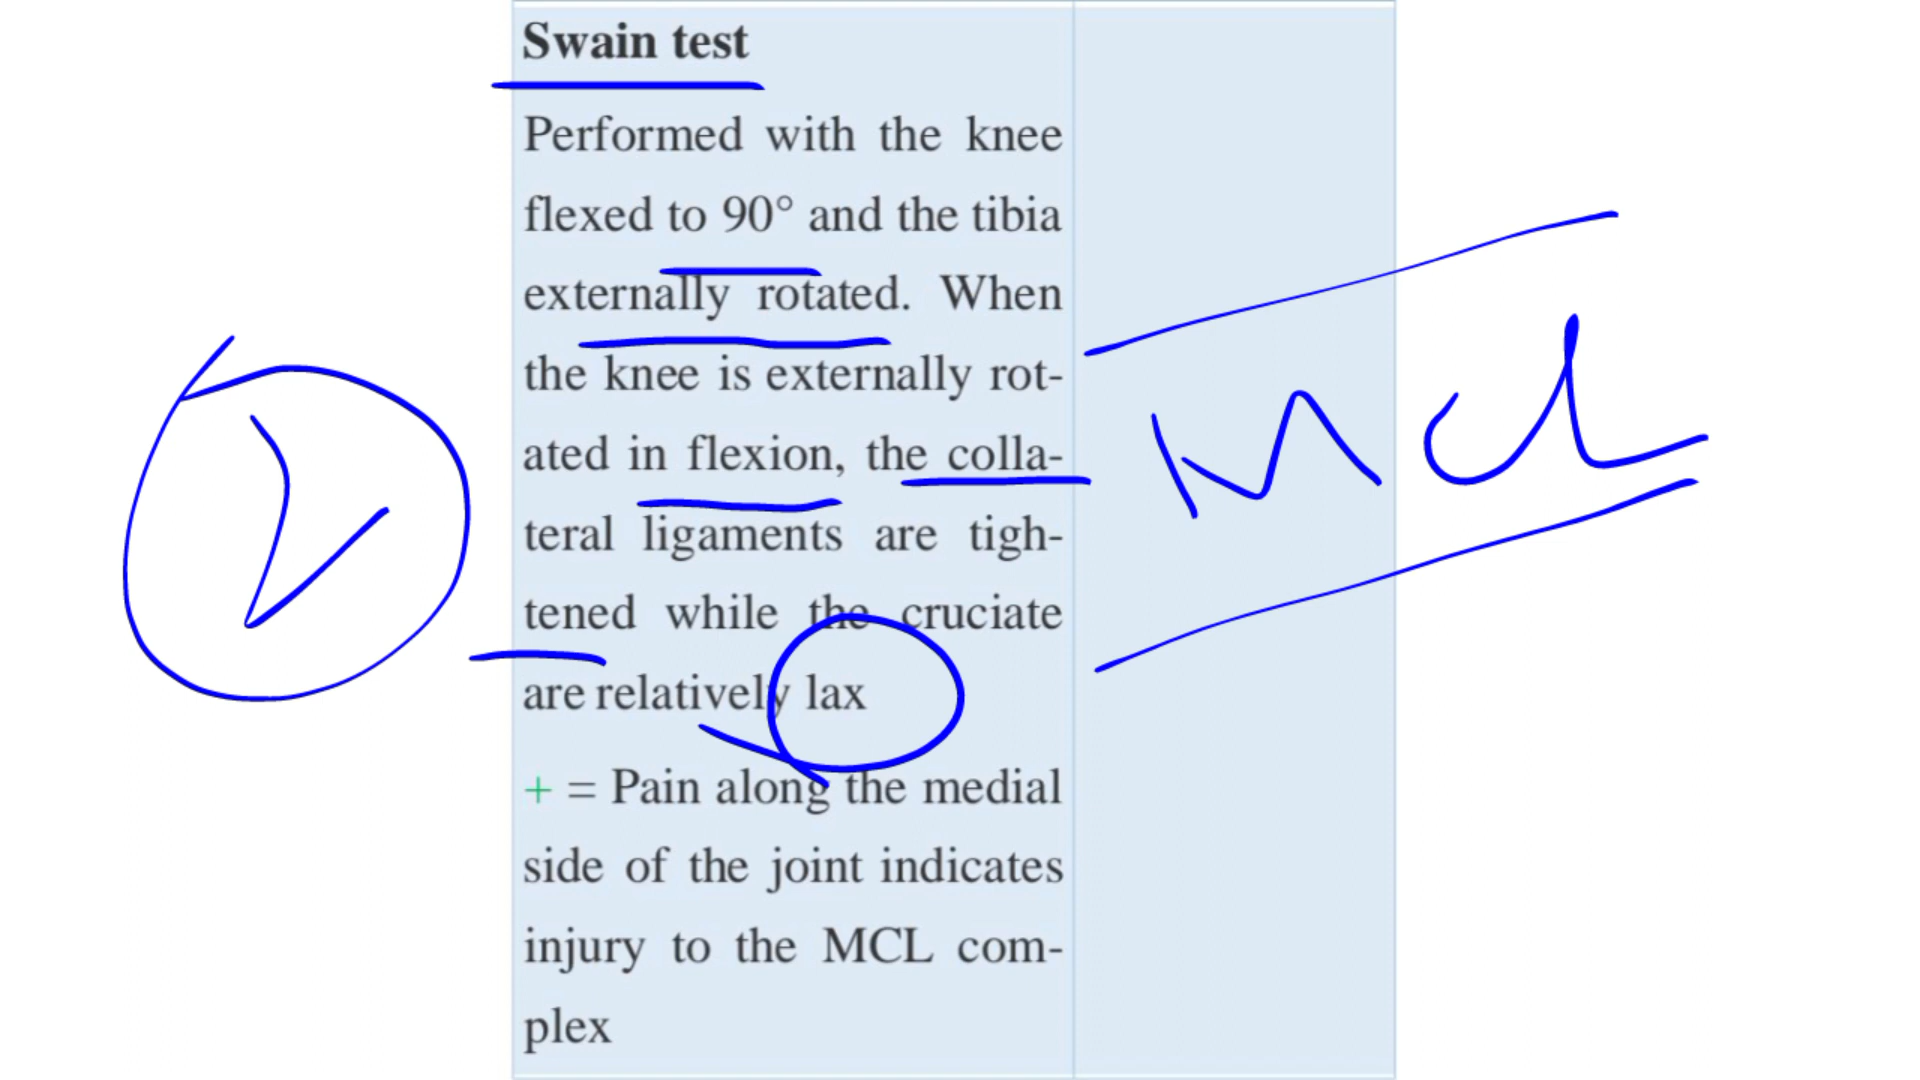 Swain test
Performed with the knee
flexed to 90° and the tibia
externally rotated. When
the knee is externally rot-
ated in flexion, the colla-
teral ligaments are tigh-
tened while the cruciate
are relatively lax
+ = Pain along the medial
side of the joint indicates
injury to the MCL com-
plex
MCL